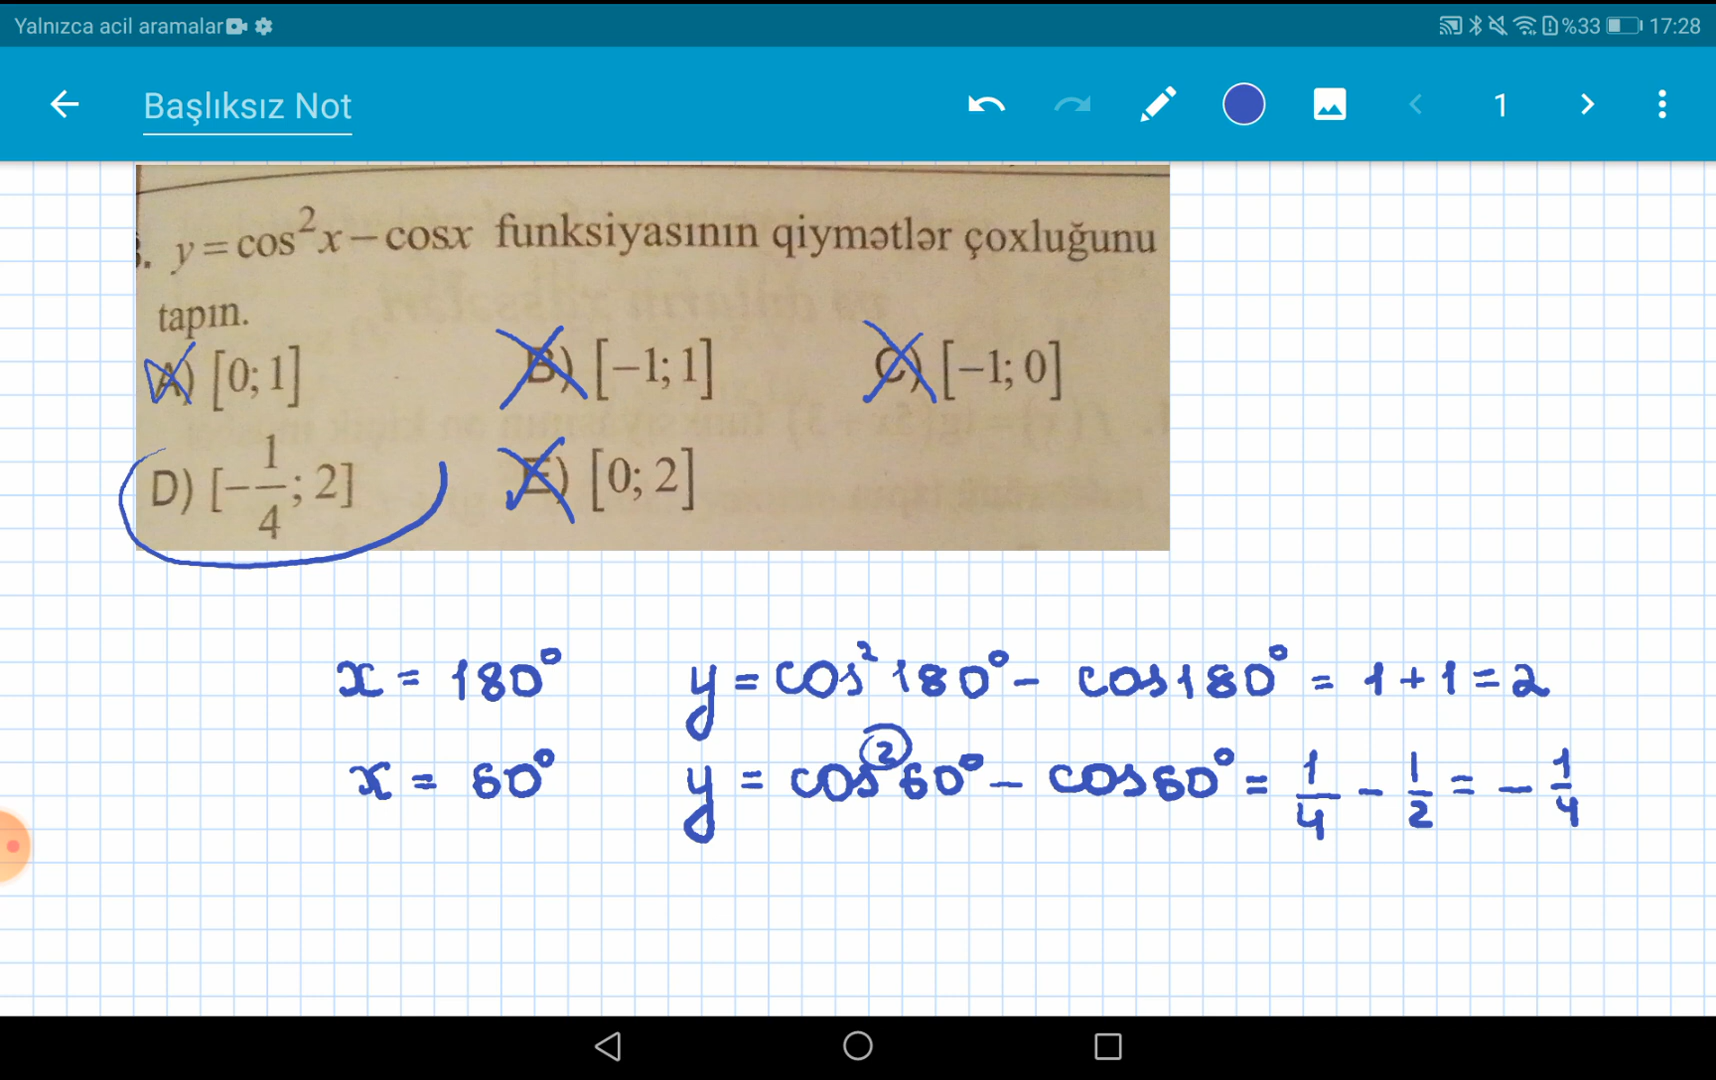 Yalnızca acil aramalar %33 17:28
Başlıksız Not 1
. y = cos²x − cosx funksiyasının qiymətlər çoxluğunu
tapın.
A) [0; 1] B) [−1; 1] C) [−1; 0]
D) [−1/4; 2] E) [0; 2]
x = 180° y = cos² 180° − cos180° = 1 + 1 = 2
x = 60° y = cos² 60° − cos60° = 1/4 − 1/2 = − 1/4